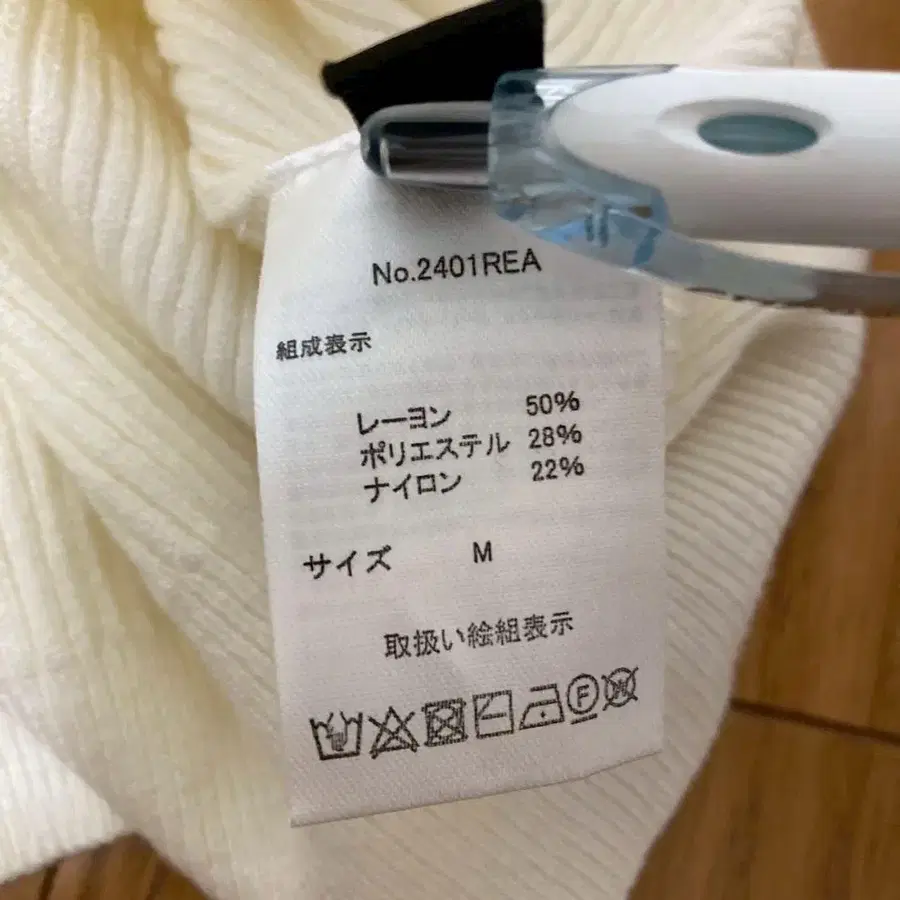 No.2401REA
組成表示
レーヨン 50%
ポリエステル 28%
ナイロン 22%
サイズ M
取扱い絵組表示
F W